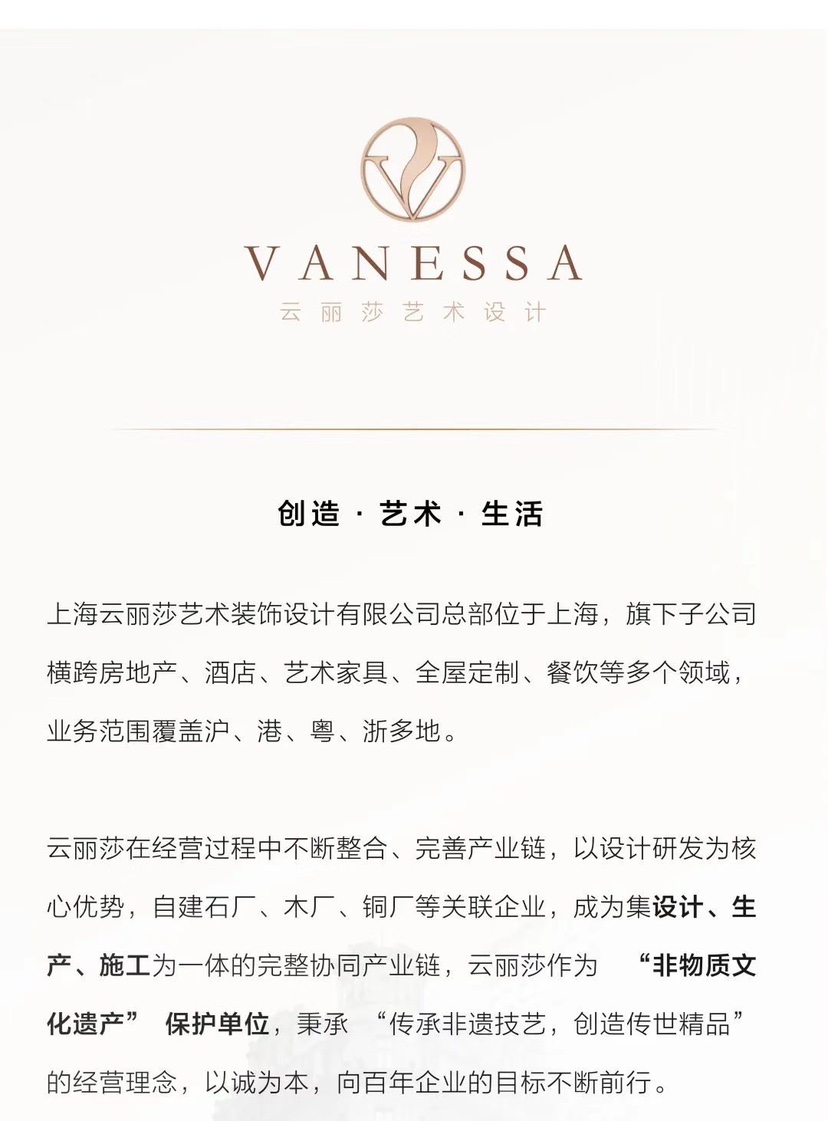 VANESSA
云丽莎艺术设计
创造·艺术·生活
上海云丽莎艺术装饰设计有限公司总部位于上海，旗下子公司
横跨房地产、酒店、艺术家具、全屋定制、餐饮等多个领域，
业务范围覆盖沪、港、粤、浙多地。
云丽莎在经营过程中不断整合、完善产业链，以设计研发为核
心优势，自建石厂、木厂、铜厂等关联企业，成为集设计、生
产、施工为一体的完整协同产业链，云丽莎作为 “非物质文
化遗产” 保护单位，秉承 “传承非遗技艺，创造传世精品”
的经营理念，以诚为本，向百年企业的目标不断前行。